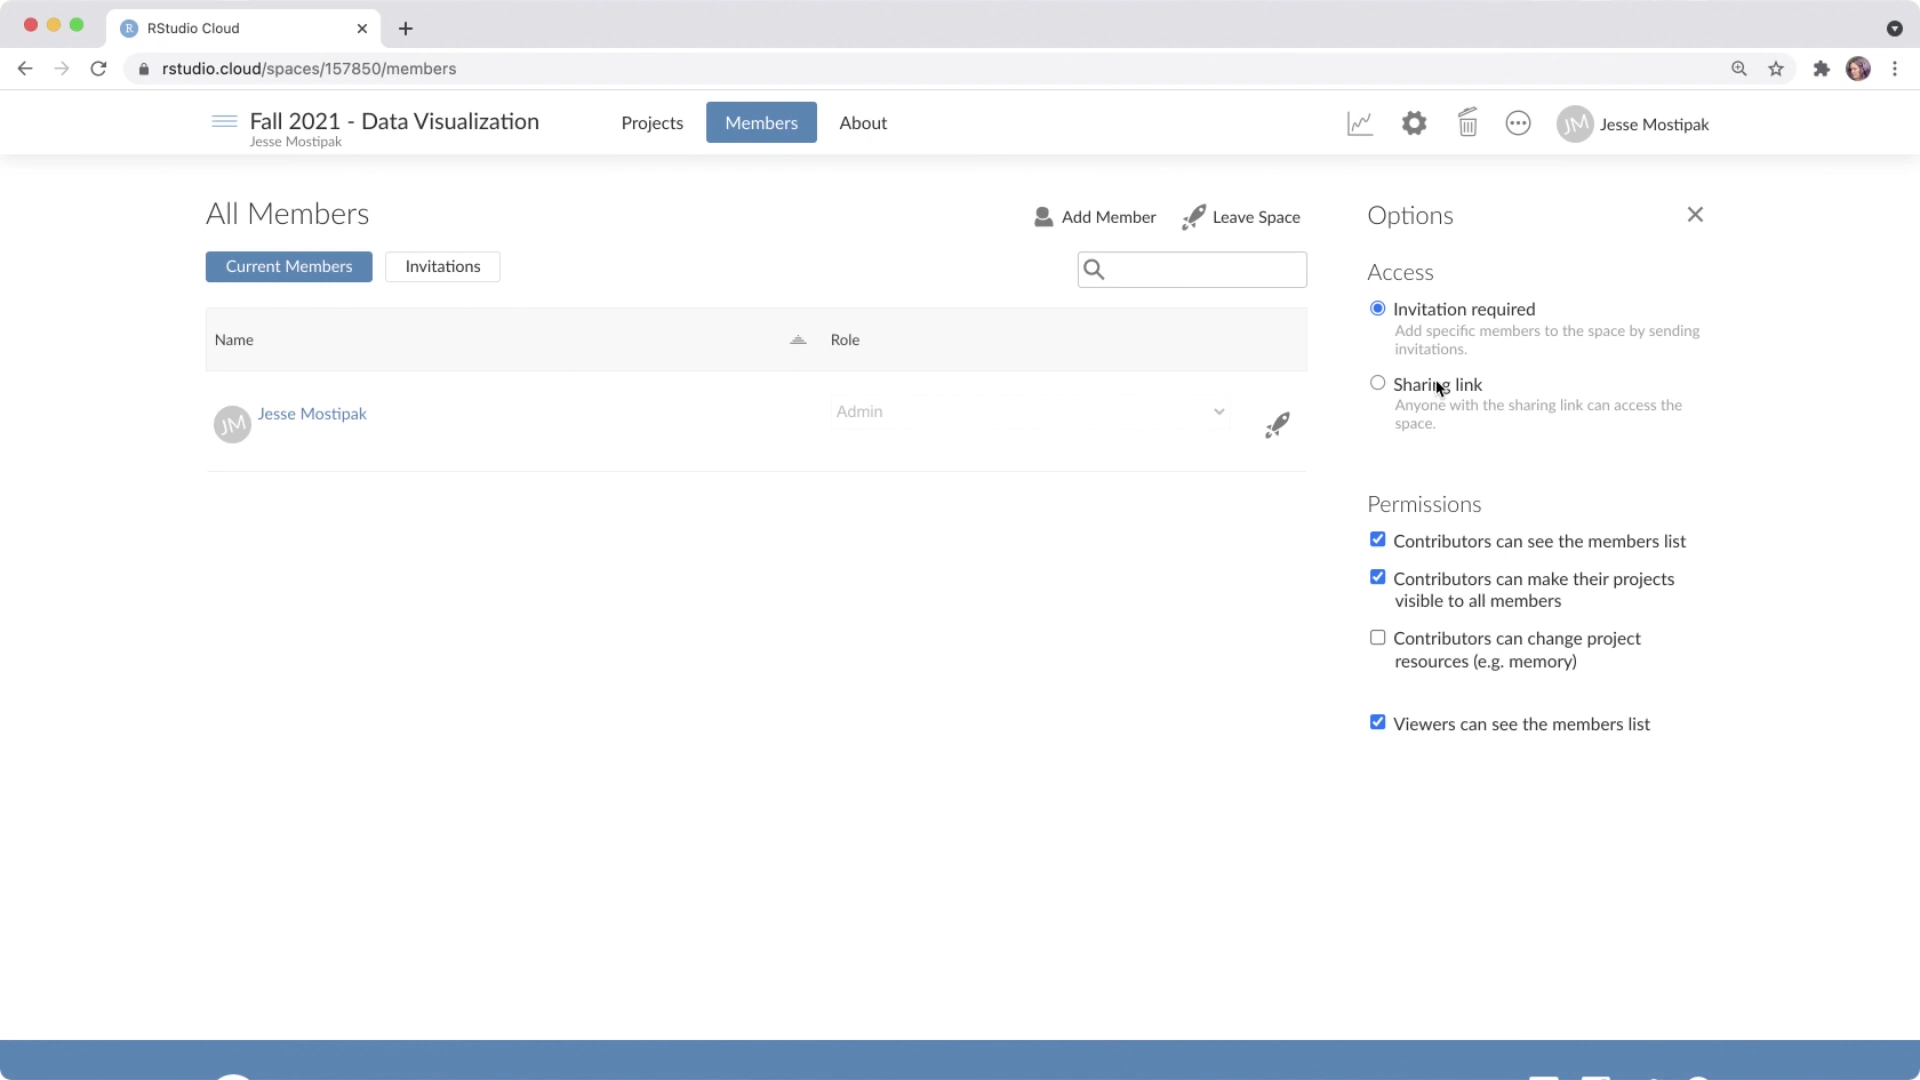 RStudio Cloud
rstudio.cloud/spaces/157850/members
Fall 2021 - Data Visualization
Jesse Mostipak
Projects
Members
About
JM
Jesse Mostipak
All Members
Add Member
Leave Space
Current Members
Invitations
Name
Role
JM
Jesse Mostipak
Admin
Options
Access
Invitation required
Add specific members to the space by sending
invitations.
Sharing link
Anyone with the sharing link can access the
space.
Permissions
Contributors can see the members list
Contributors can make their projects
visible to all members
Contributors can change project
resources (e.g. memory)
Viewers can see the members list